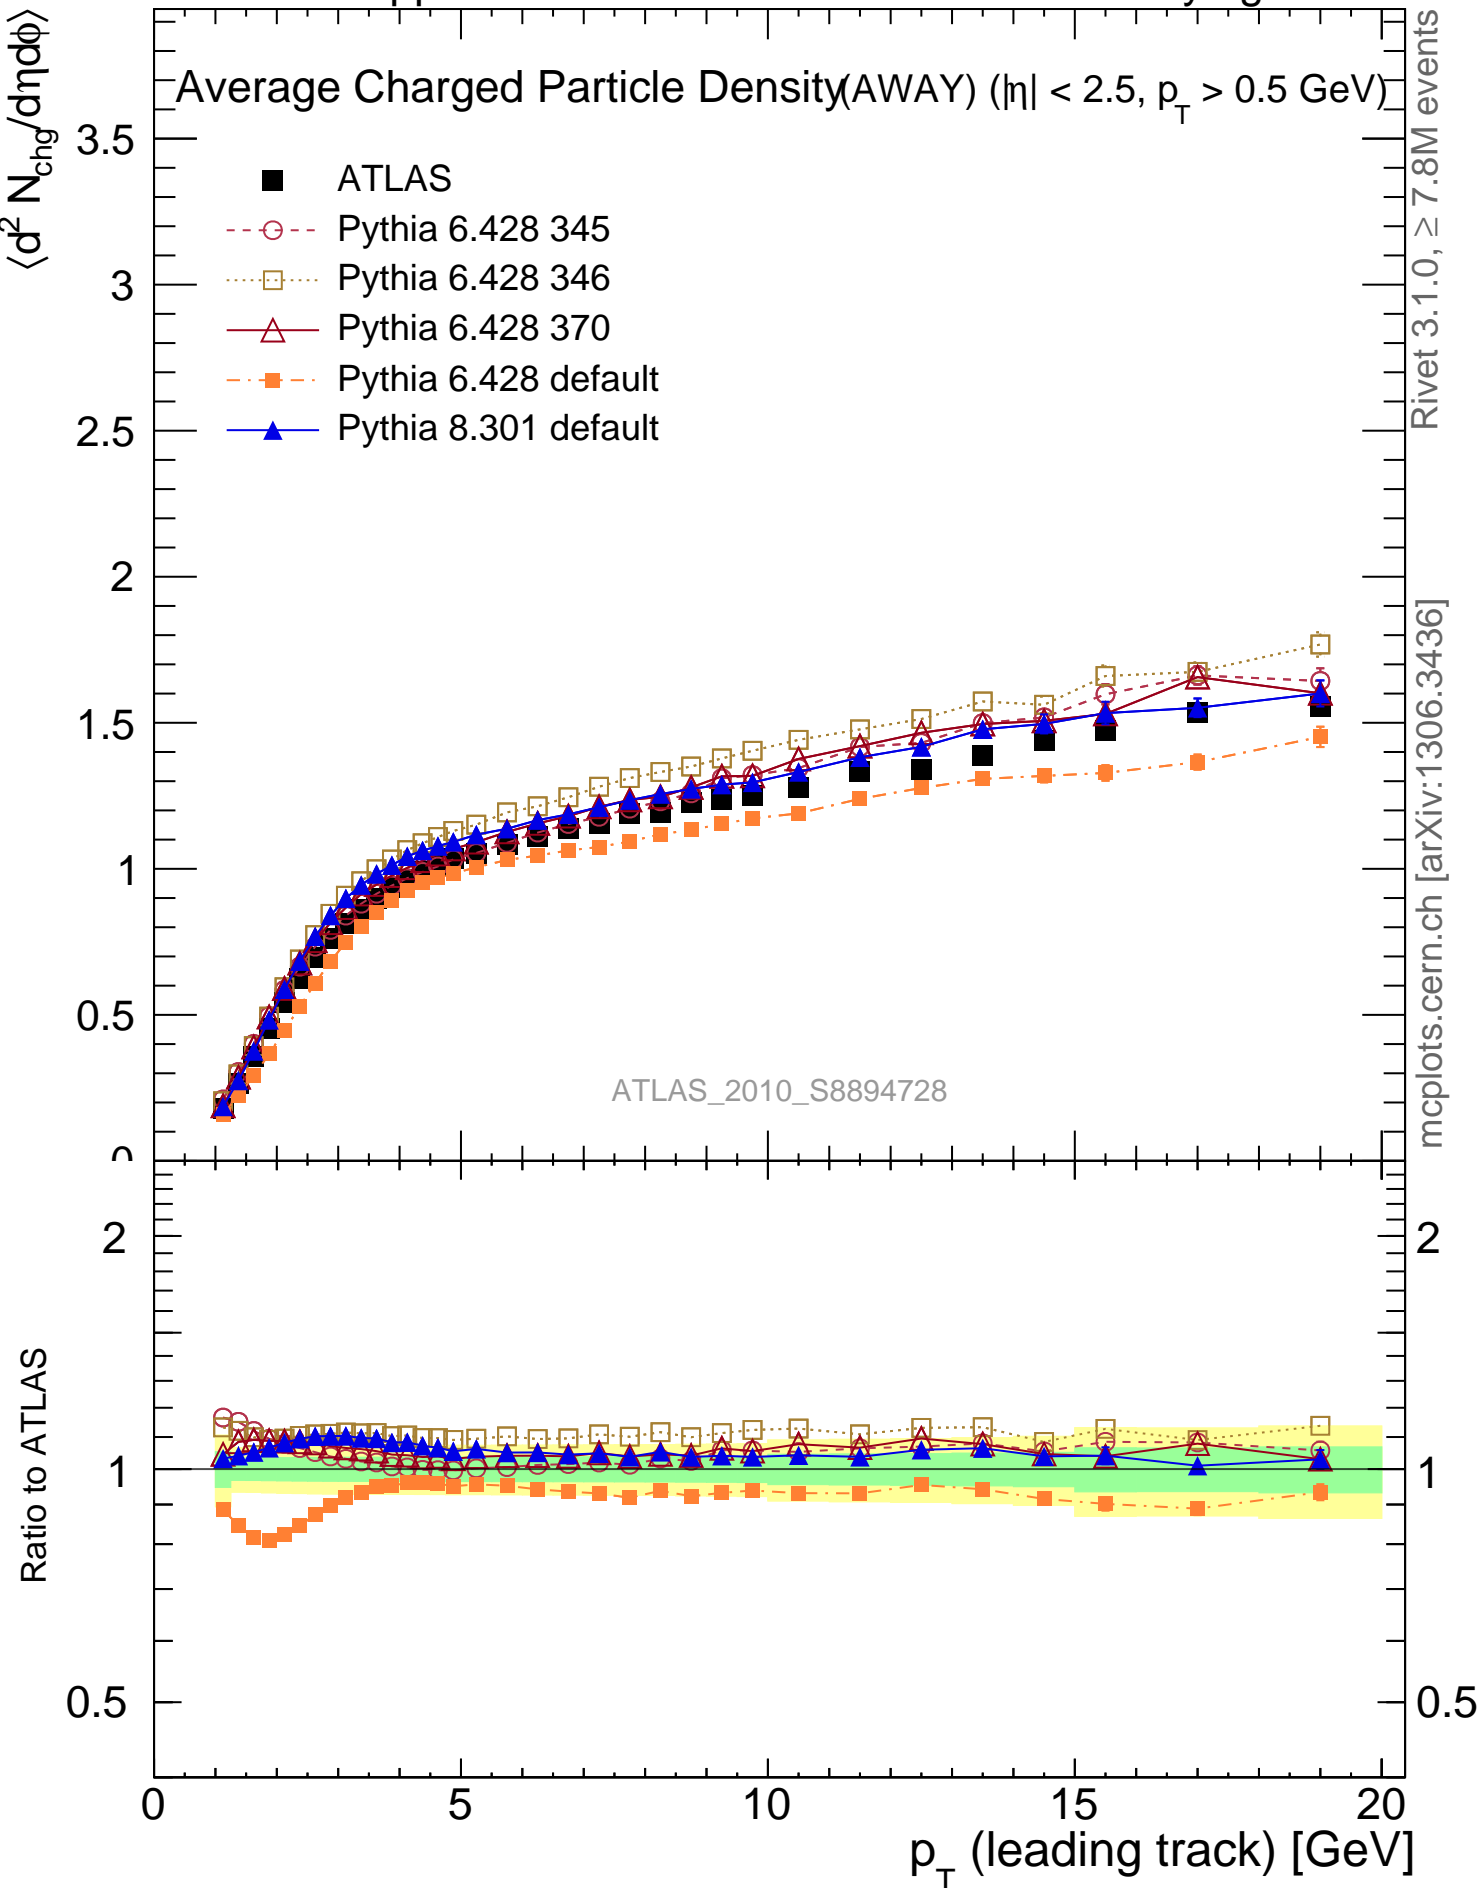 Average Charged Particle Density (AWAY) (|η| < 2.5, p_T > 0.5 GeV)
⟨d² N_chg/dηdϕ⟩
ATLAS
Pythia 6.428 345
Pythia 6.428 346
Pythia 6.428 370
Pythia 6.428 default
Pythia 8.301 default
3.5
3
2.5
2
1.5
1
0.5
0
ATLAS_2010_S8894728
Rivet 3.1.0, ≥ 7.8M events
mcplots.cern.ch [arXiv:1306.3436]
Ratio to ATLAS
2
1
0.5
2
1
0.5
0 5 10 15 20
p_T (leading track) [GeV]